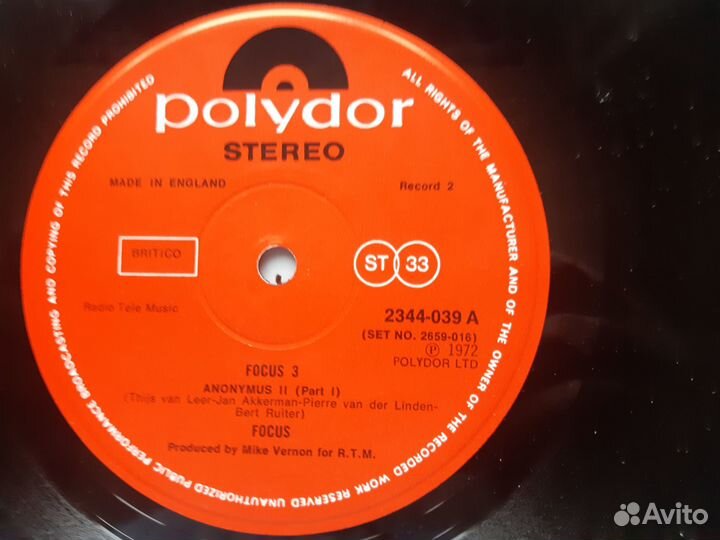 polydor
STEREO
MADE IN ENGLAND
Record 2
BRITICO
ST 33
Radio Tele Music
2344-039 A
(SET NO. 2659-016)
Ⓟ 1972
POLYDOR LTD
FOCUS 3
ANONYMUS II (Part I)
(Thijs van Leer-Jan Akkerman-Pierre van der Linden-
Bert Ruiter)
FOCUS
Produced by Mike Vernon for R.T.M.
ALL RIGHTS OF THE MANUFACTURER AND OF THE OWNER OF THE RECORDED WORK RESERVED UNAUTHORIZED PUBLIC PERFORMANCE BROADCASTING AND COPYING OF THIS RECORD PROHIBITED
Avito